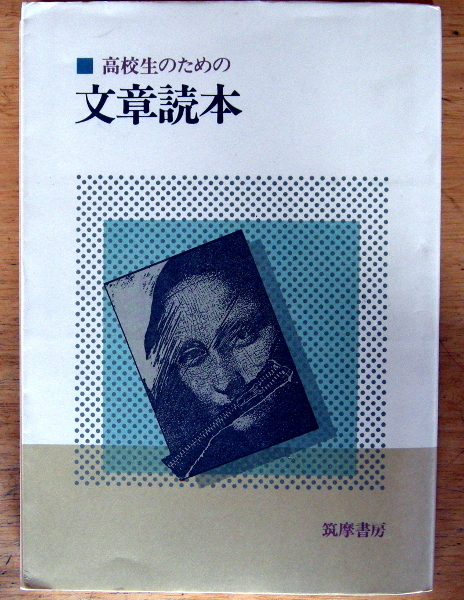 ■ 高校生のための
文章読本
筑摩書房